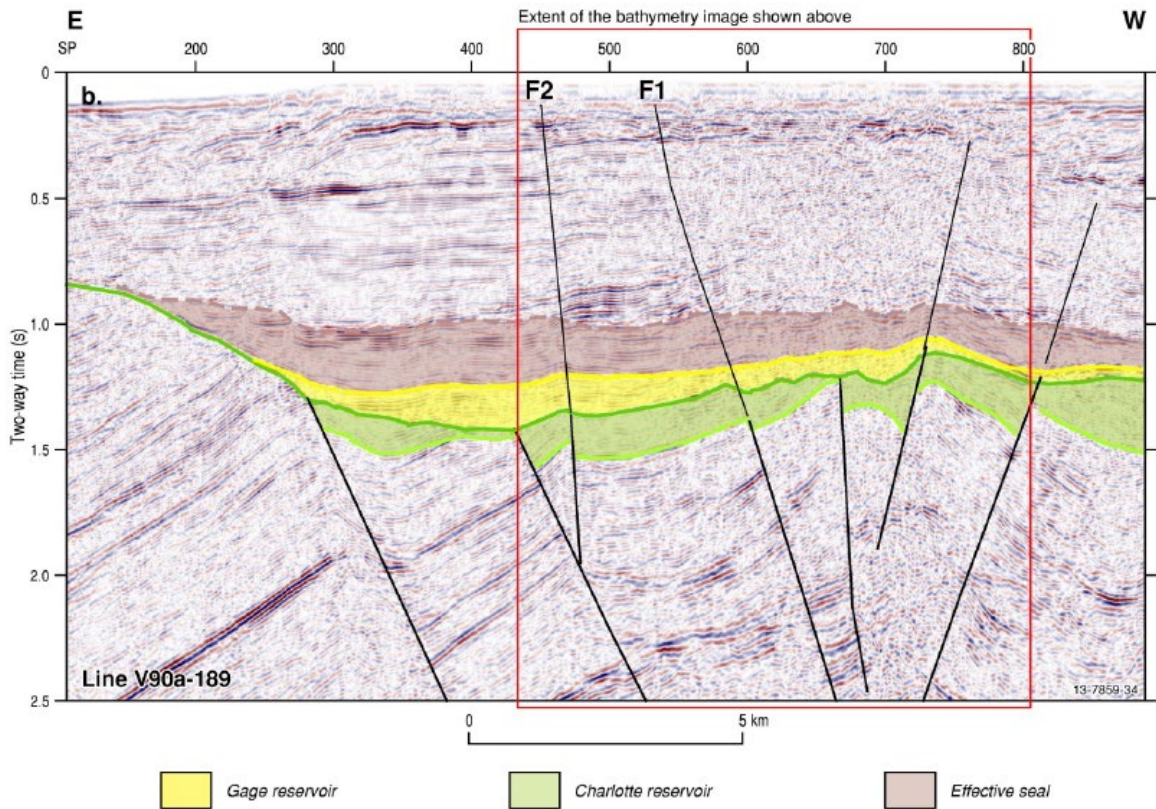 E
Extent of the bathymetry image shown above
W
SP 200 300 400 500 600 700 800
b.
F2
F1
0
0.5
1.0
1.5
2.0
2.5
Two-way time (s)
Line V90a-189
13-7859-34
0 5 km
Gage reservoir
Charlotte reservoir
Effective seal